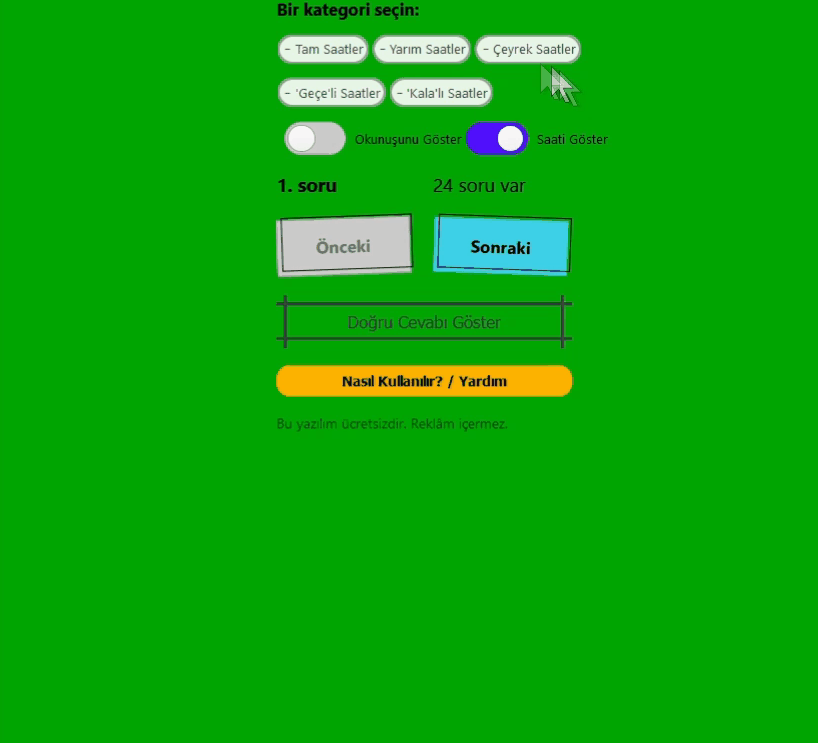 Bir kategori seçin:
- Tam Saatler - Yarım Saatler - Çeyrek Saatler
- 'Geçe'li Saatler - 'Kala'lı Saatler
Okunuşunu Göster Saati Göster
1. soru 24 soru var
Önceki Sonraki
Doğru Cevabı Göster
Nasıl Kullanılır? / Yardım
Bu yazılım ücretsizdir. Reklâm içermez.